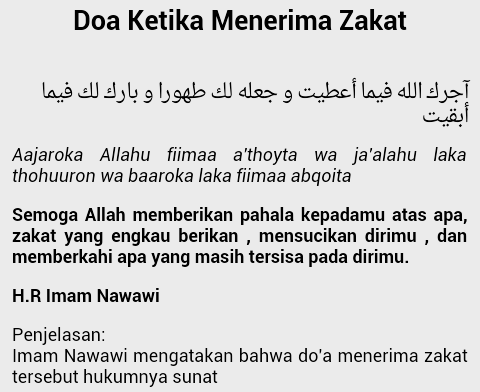 Doa Ketika Menerima Zakat
آجرك الله فيما أعطيت و جعله لك طهورا و بارك لك فيما
أبقيت
Aajaroka Allahu fiimaa a'thoyta wa ja'alahu laka
thohuuron wa baaroka laka fiimaa abqoita
Semoga Allah memberikan pahala kepadamu atas apa,
zakat yang engkau berikan , mensucikan dirimu , dan
memberkahi apa yang masih tersisa pada dirimu.
H.R Imam Nawawi
Penjelasan:
Imam Nawawi mengatakan bahwa do'a menerima zakat
tersebut hukumnya sunat